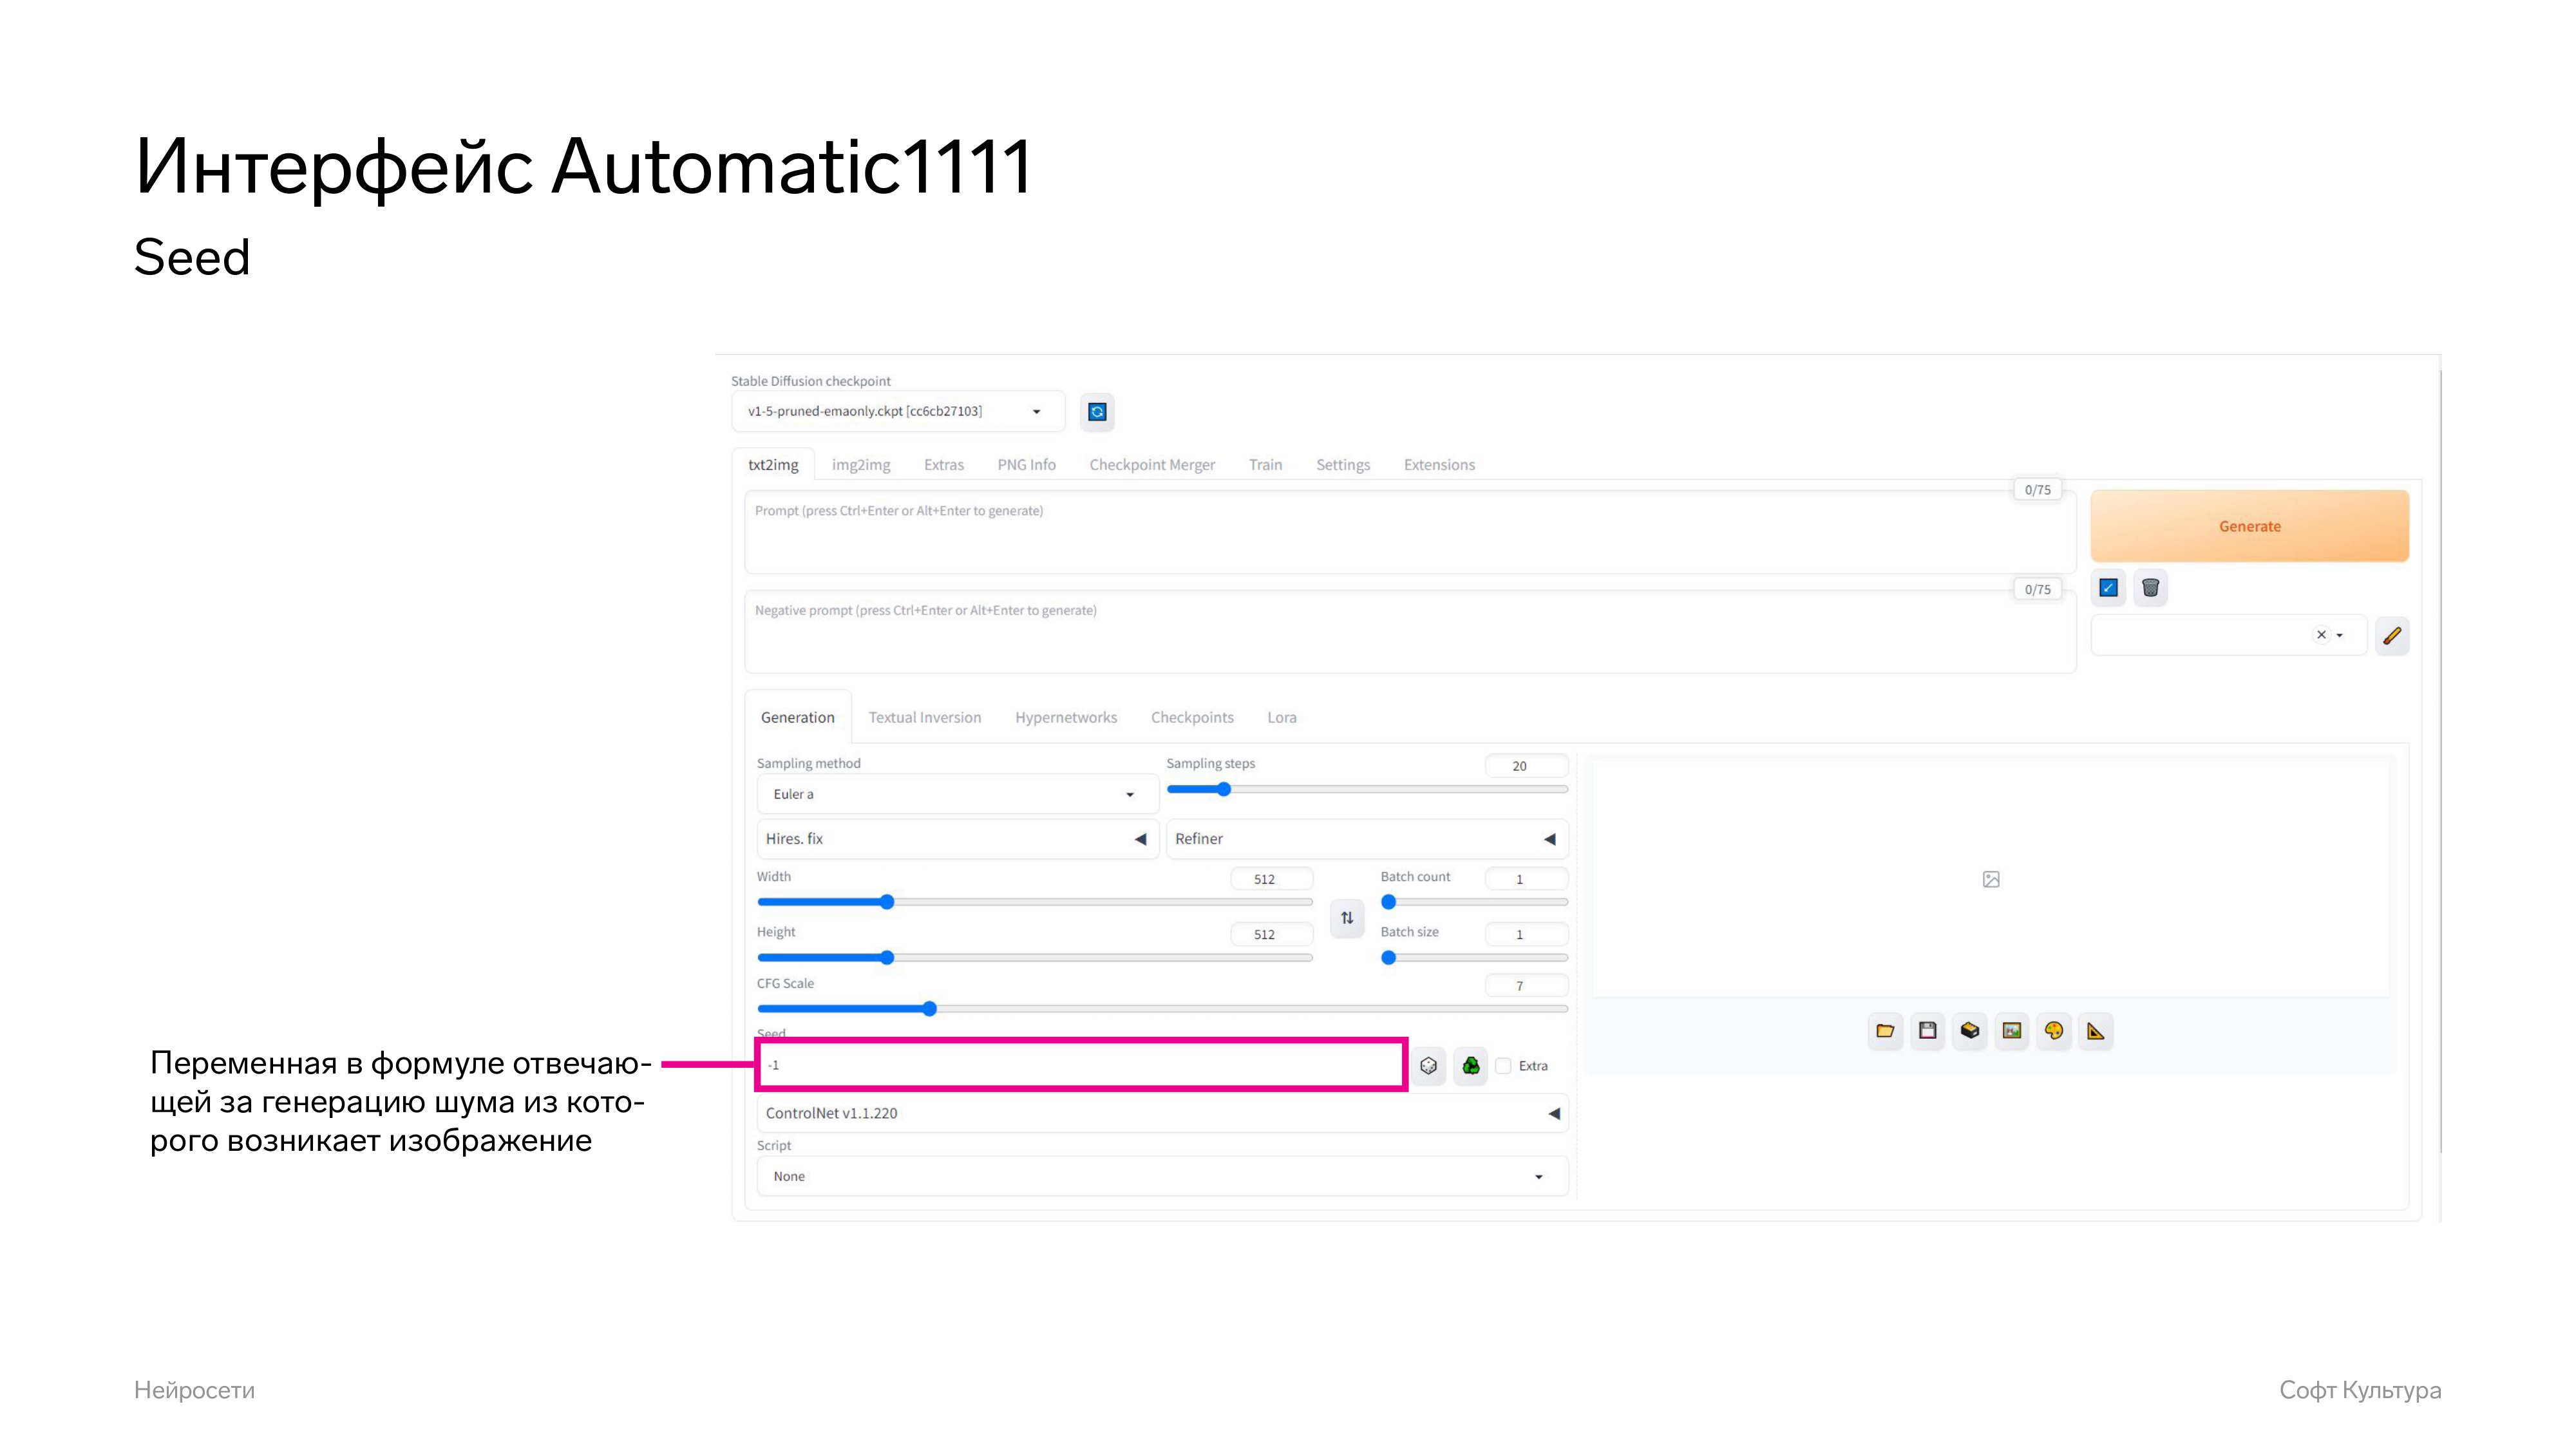 Интерфейс Automatic1111
Seed
Stable Diffusion checkpoint
v1-5-pruned-emaonly.ckpt [cc6cb27103]
txt2img img2img Extras PNG Info Checkpoint Merger Train Settings Extensions
0/75
Prompt (press Ctrl+Enter or Alt+Enter to generate)
Generate
0/75
Negative prompt (press Ctrl+Enter or Alt+Enter to generate)
Generation Textual Inversion Hypernetworks Checkpoints Lora
Sampling method
Sampling steps 20
Euler a
Hires. fix
Refiner
Width 512
Batch count 1
Height 512
Batch size 1
CFG Scale 7
Seed
-1
Extra
ControlNet v1.1.220
Script
None
Переменная в формуле отвечаю-
щей за генерацию шума из кото-
рого возникает изображение
Нейросети
Софт Культура